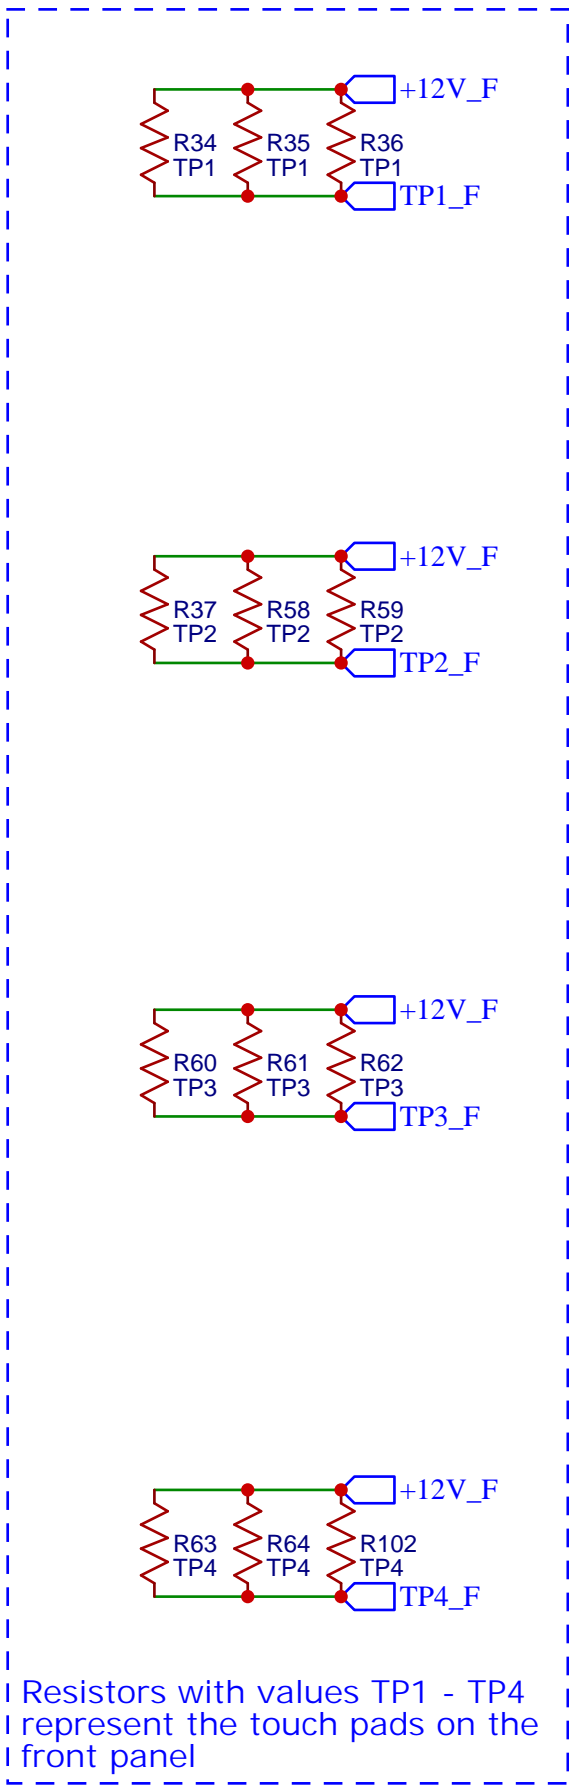 +12V_F
R34 R35 R36
TP1 TP1 TP1
TP1_F
+12V_F
R37 R58 R59
TP2 TP2 TP2
TP2_F
+12V_F
R60 R61 R62
TP3 TP3 TP3
TP3_F
+12V_F
R63 R64 R102
TP4 TP4 TP4
TP4_F
Resistors with values TP1 - TP4
represent the touch pads on the
front panel